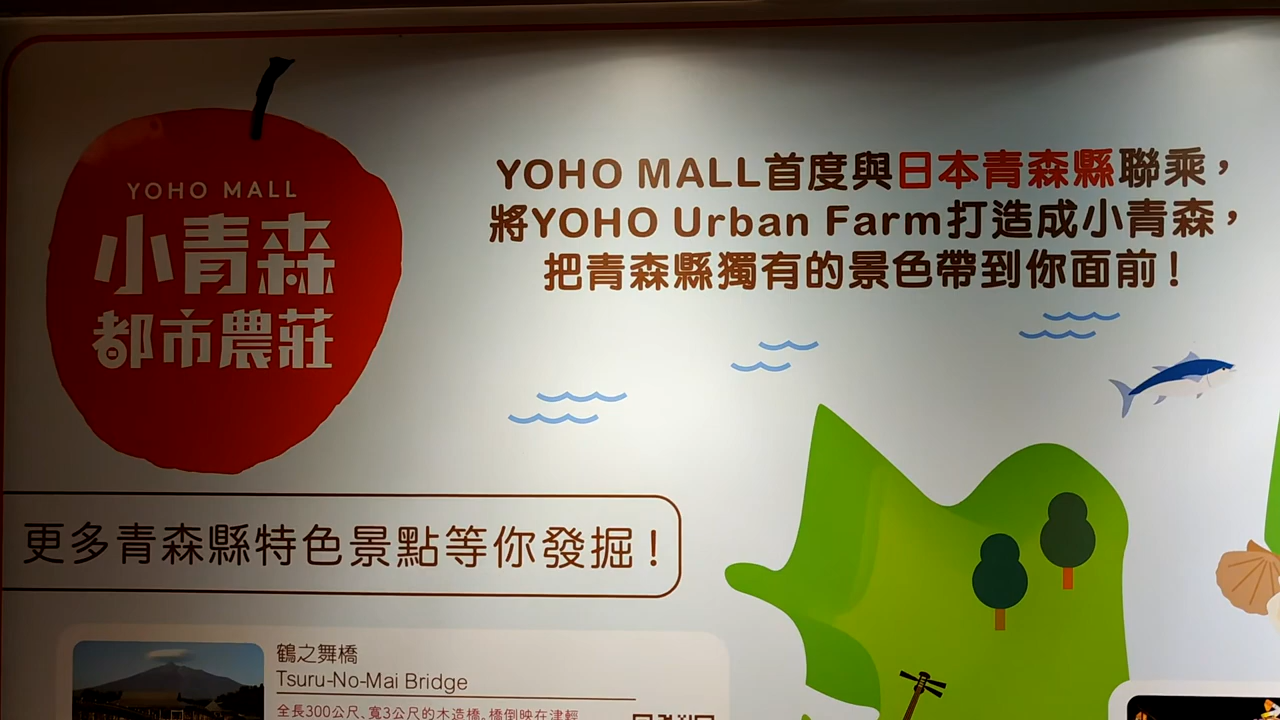 YOHO MALL
小青森
都市農莊
YOHO MALL首度與日本青森縣聯乘，
將YOHO Urban Farm打造成小青森，
把青森縣獨有的景色帶到你面前！
更多青森縣特色景點等你發掘！
鶴之舞橋
Tsuru-No-Mai Bridge
全長300公尺、寬3公尺的木造橋。橋倒映在津輕